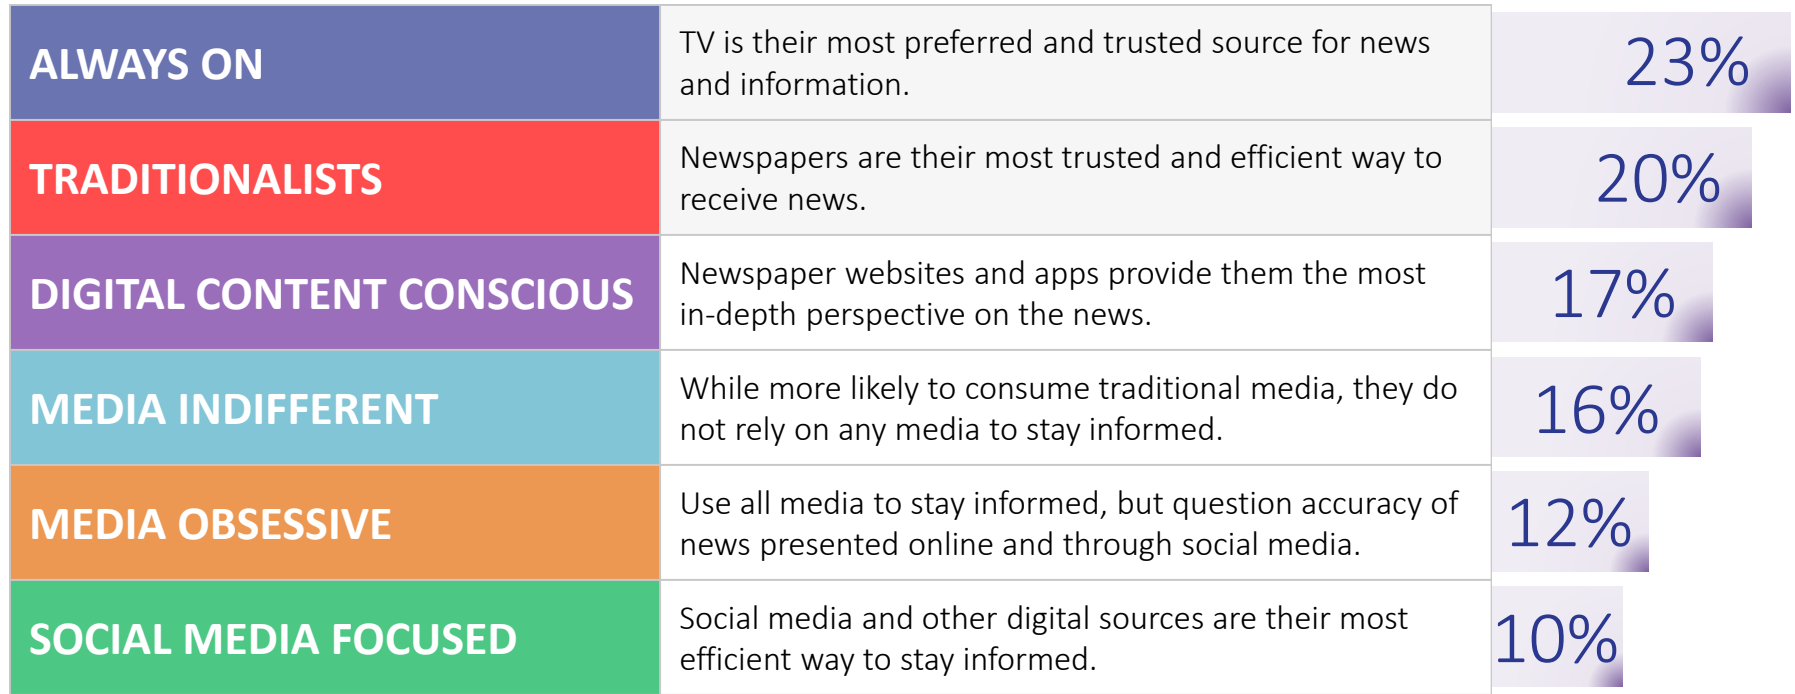 ALWAYS ON
TV is their most preferred and trusted source for news
and information.
23%
TRADITIONALISTS
Newspapers are their most trusted and efficient way to
receive news.
20%
DIGITAL CONTENT CONSCIOUS
Newspaper websites and apps provide them the most
in-depth perspective on the news.
17%
MEDIA INDIFFERENT
While more likely to consume traditional media, they do
not rely on any media to stay informed.
16%
MEDIA OBSESSIVE
Use all media to stay informed, but question accuracy of
news presented online and through social media.
12%
SOCIAL MEDIA FOCUSED
Social media and other digital sources are their most
efficient way to stay informed.
10%